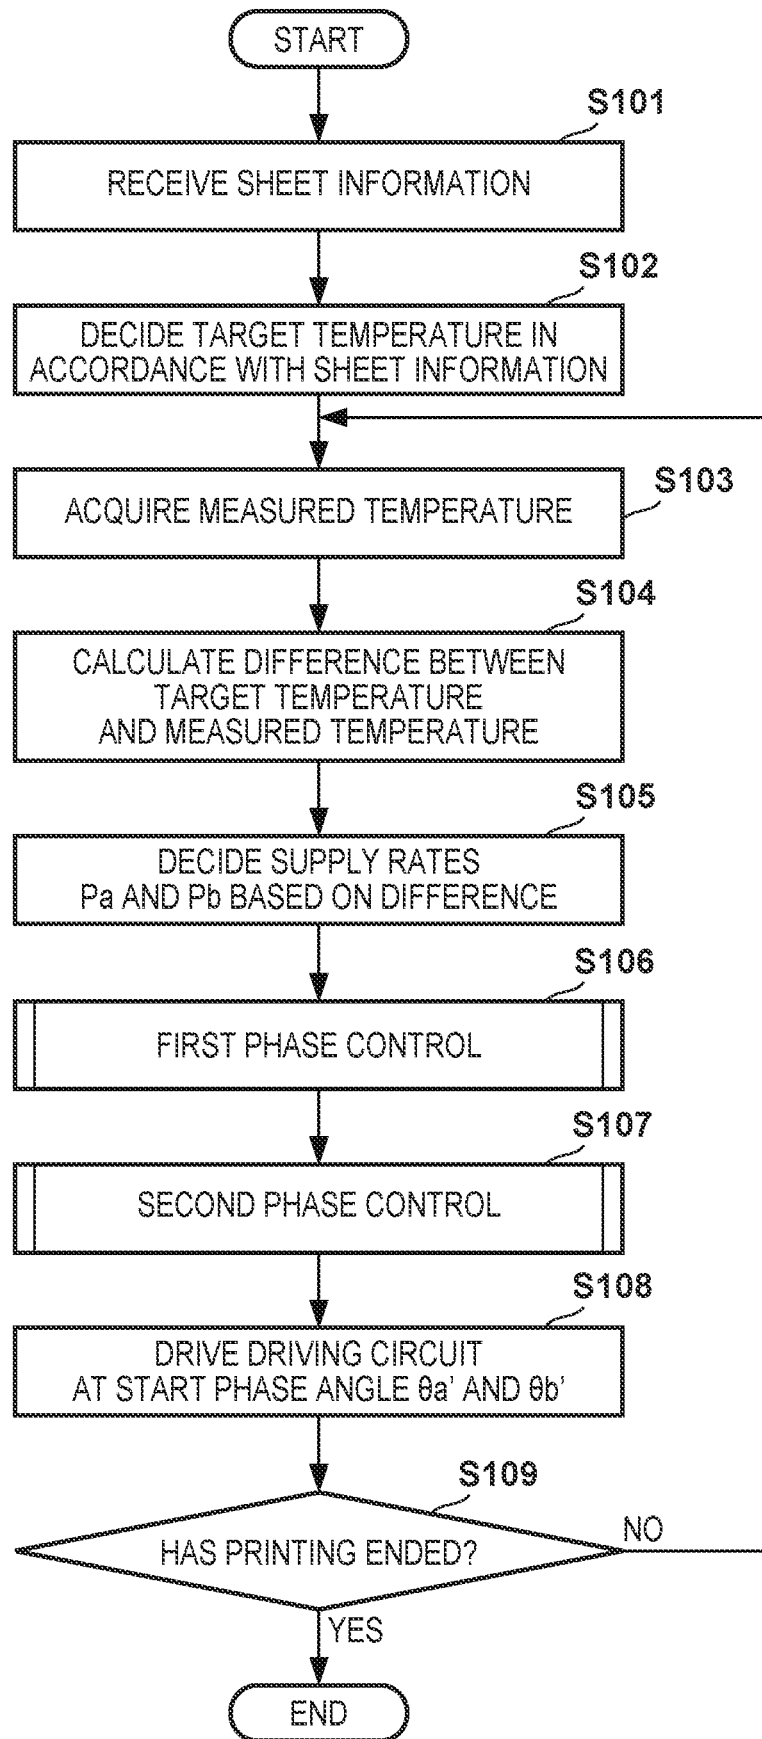 START
S101
RECEIVE SHEET INFORMATION
S102
DECIDE TARGET TEMPERATURE IN
ACCORDANCE WITH SHEET INFORMATION
S103
ACQUIRE MEASURED TEMPERATURE
S104
CALCULATE DIFFERENCE BETWEEN
TARGET TEMPERATURE
AND MEASURED TEMPERATURE
S105
DECIDE SUPPLY RATES
Pa AND Pb BASED ON DIFFERENCE
S106
FIRST PHASE CONTROL
S107
SECOND PHASE CONTROL
S108
DRIVE DRIVING CIRCUIT
AT START PHASE ANGLE θa' AND θb'
S109
HAS PRINTING ENDED?
NO
YES
END